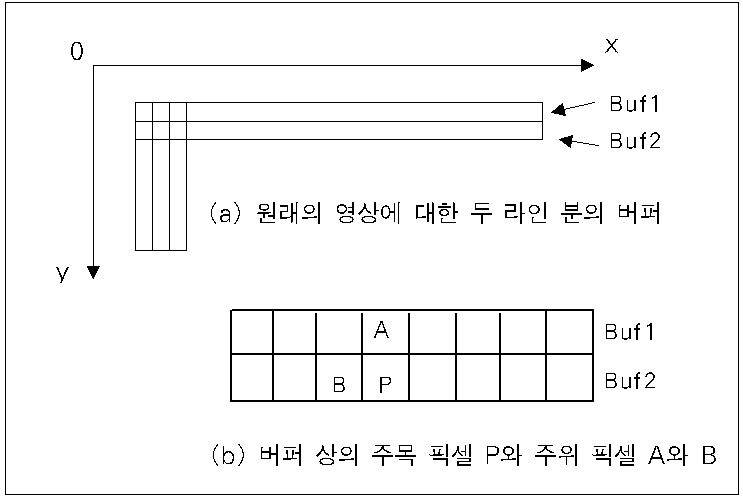 0
x
Buf1
Buf2
(a) 원래의 영상에 대한 두 라인 분의 버퍼
y
A
Buf1
B P
Buf2
(b) 버퍼 상의 주목 픽셀 P와 주위 픽셀 A와 B